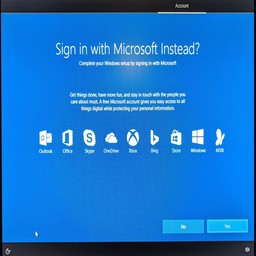 Account
Sign in with Microsoft Instead?
Complete your Windows setup by signing in with Microsoft
Get things done, have more fun, and stay in touch with the people you
care about most. A free Microsoft account gives you easy access to all
things digital while protecting your personal information.
Outlook Office Skype OneDrive Xbox Bing Store Windows MSN
No Yes